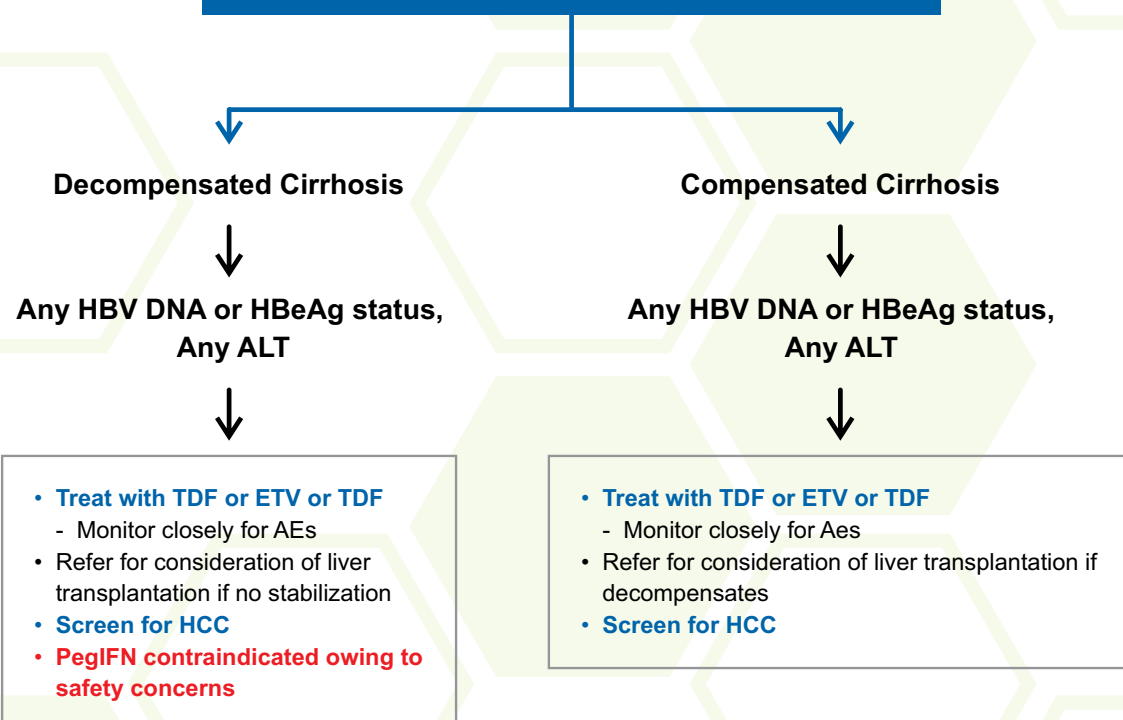 Decompensated Cirrhosis
Any HBV DNA or HBeAg status,
Any ALT
• Treat with TDF or ETV or TDF
- Monitor closely for AEs
• Refer for consideration of liver
transplantation if no stabilization
• Screen for HCC
• PegIFN contraindicated owing to
safety concerns
Compensated Cirrhosis
Any HBV DNA or HBeAg status,
Any ALT
• Treat with TDF or ETV or TDF
- Monitor closely for Aes
• Refer for consideration of liver transplantation if
decompensates
• Screen for HCC